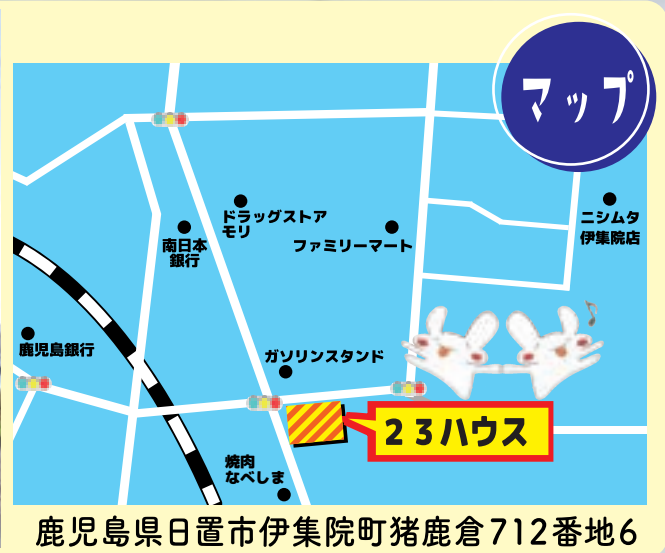 マップ
ドラッグストア
モリ
南日本
銀行
ファミリーマート
ニシムタ
伊集院店
鹿児島銀行
ガソリンスタンド
２３ハウス
焼肉
なべしま
鹿児島県日置市伊集院町猪鹿倉712番地6